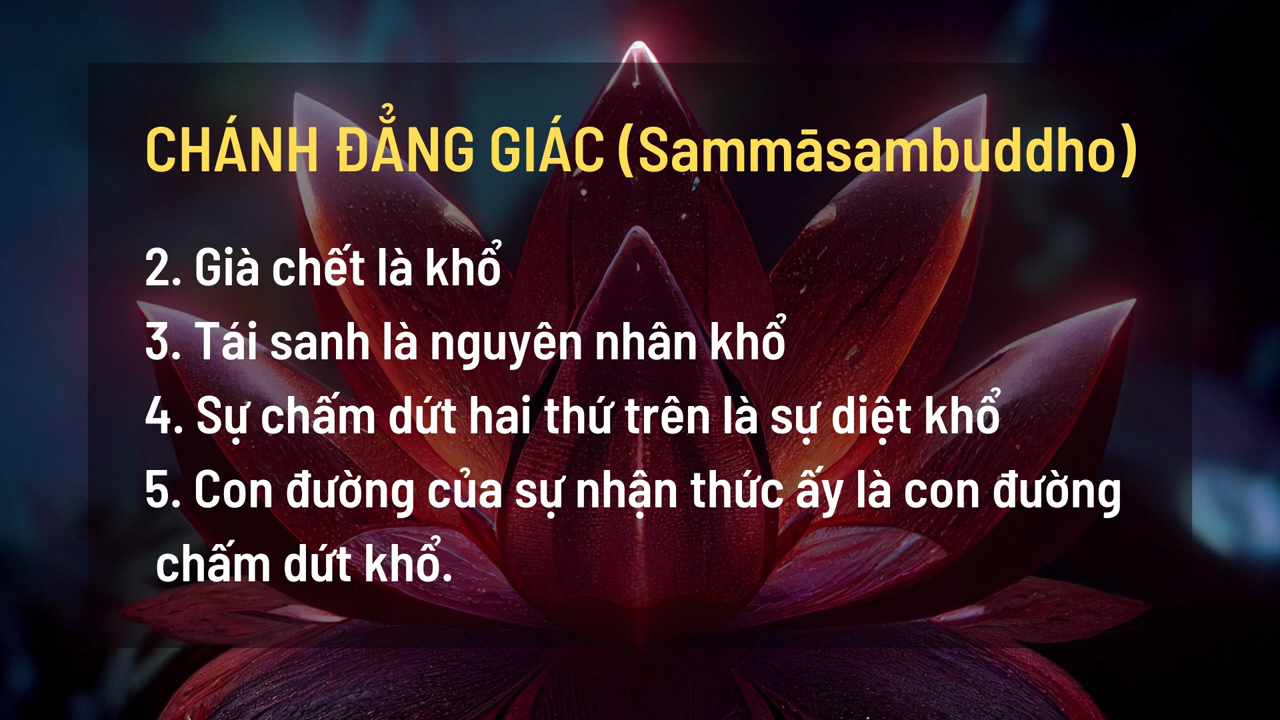 CHÁNH ĐẲNG GIÁC (Sammāsambuddho)
2. Già chết là khổ
3. Tái sanh là nguyên nhân khổ
4. Sự chấm dứt hai thứ trên là sự diệt khổ
5. Con đường của sự nhận thức ấy là con đường
chấm dứt khổ.